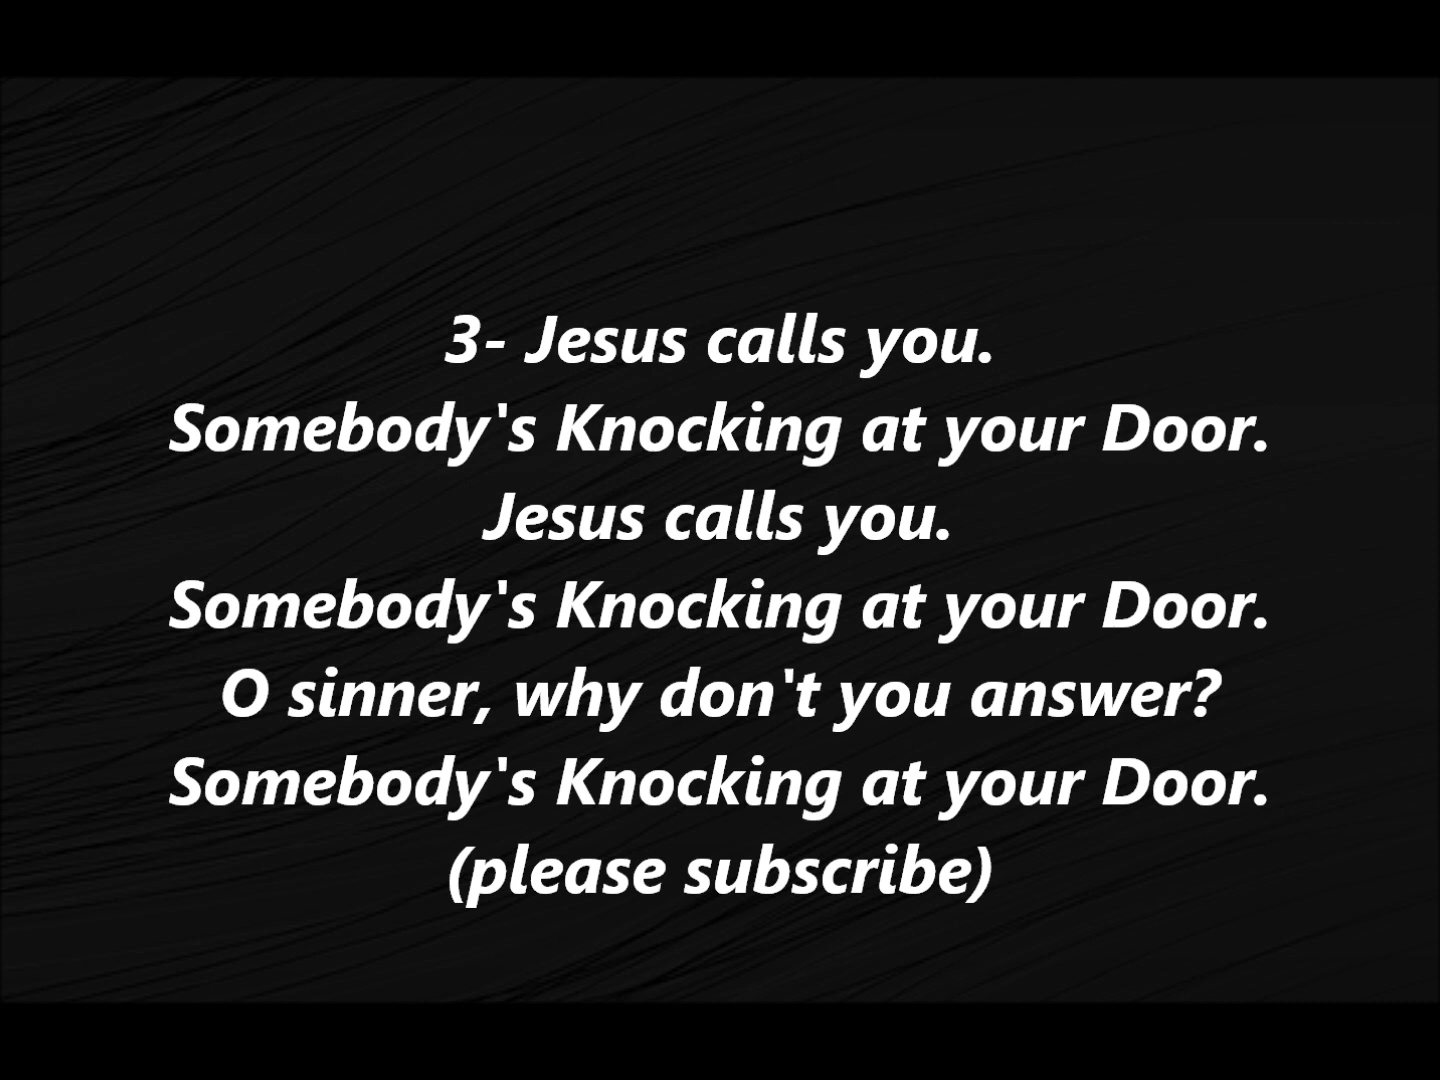 3- Jesus calls you.
Somebody's Knocking at your Door.
Jesus calls you.
Somebody's Knocking at your Door.
O sinner, why don't you answer?
Somebody's Knocking at your Door.
(please subscribe)